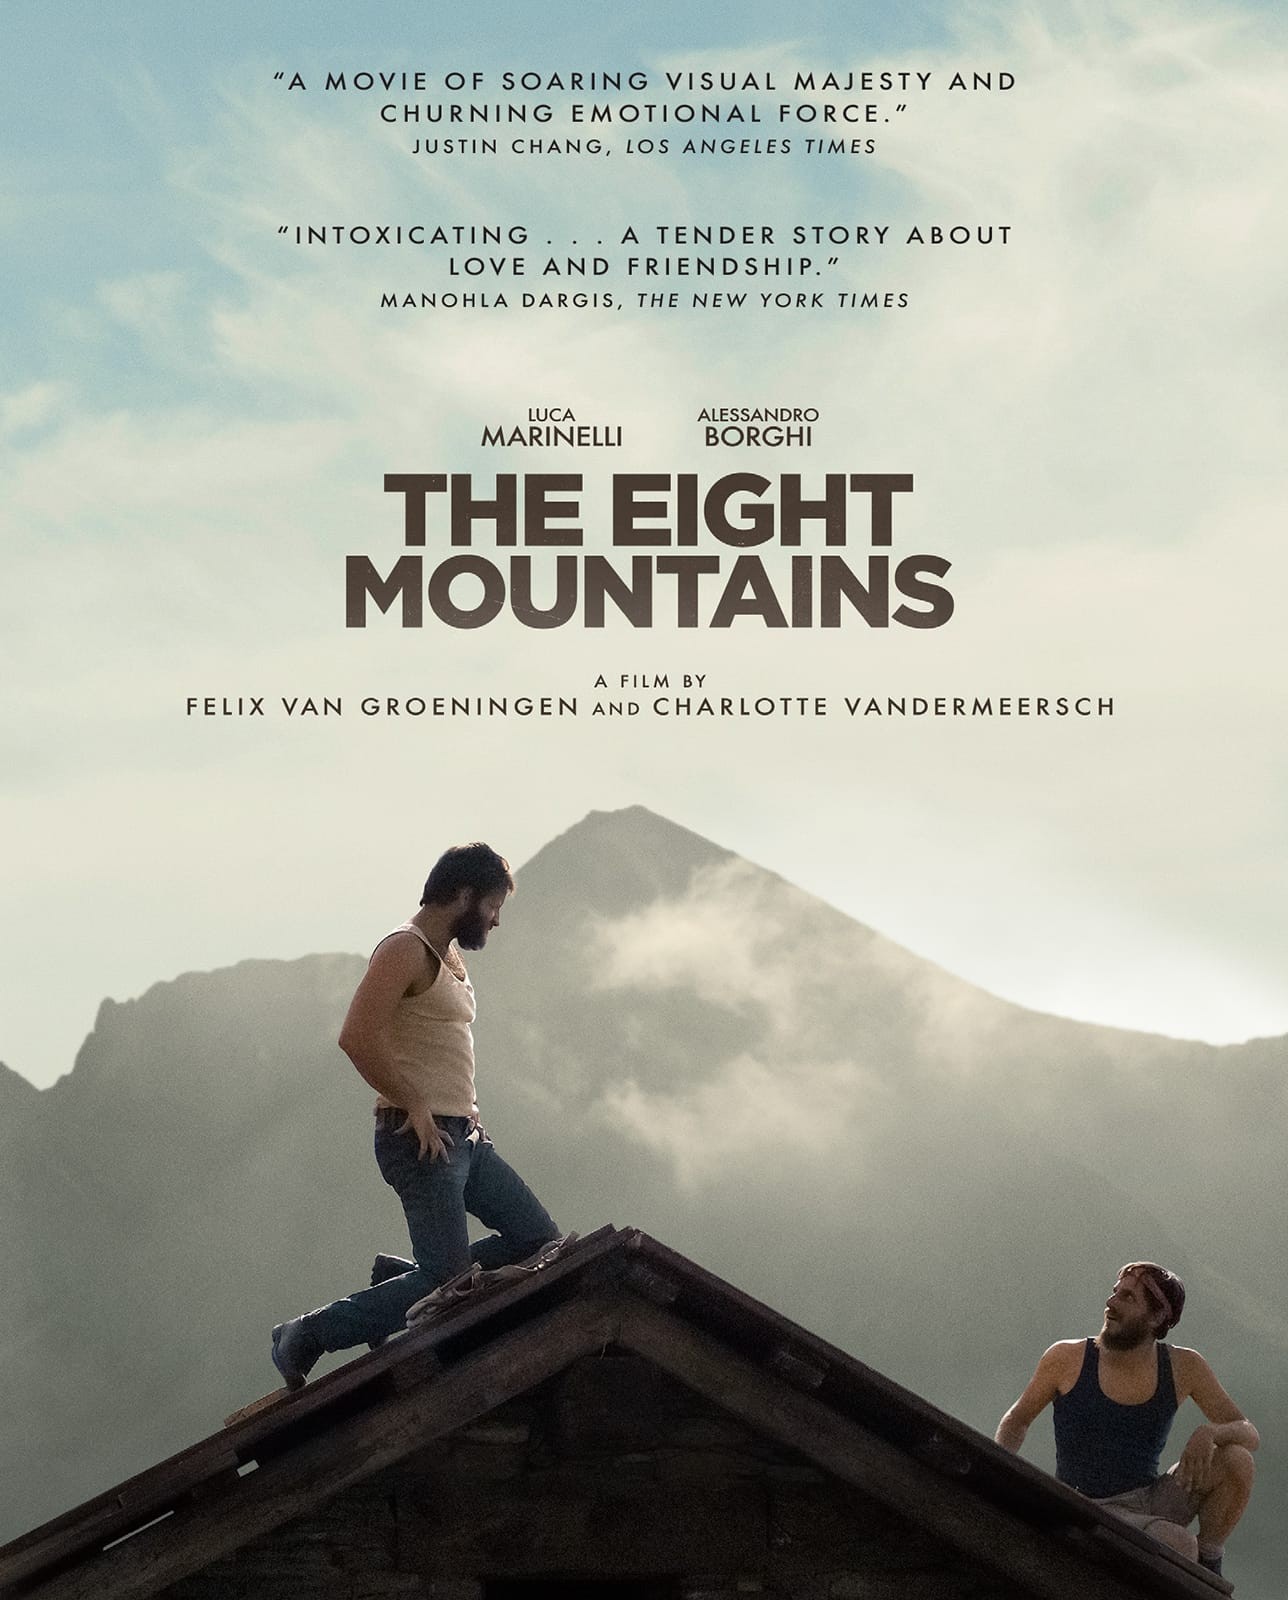 “A MOVIE OF SOARING VISUAL MAJESTY AND
CHURNING EMOTIONAL FORCE.”
JUSTIN CHANG, LOS ANGELES TIMES
“INTOXICATING . . . A TENDER STORY ABOUT
LOVE AND FRIENDSHIP.”
MANOHLA DARGIS, THE NEW YORK TIMES
LUCA MARINELLI
ALESSANDRO BORGHI
THE EIGHT
MOUNTAINS
A FILM BY
FELIX VAN GROENINGEN AND CHARLOTTE VANDERMEERSCH